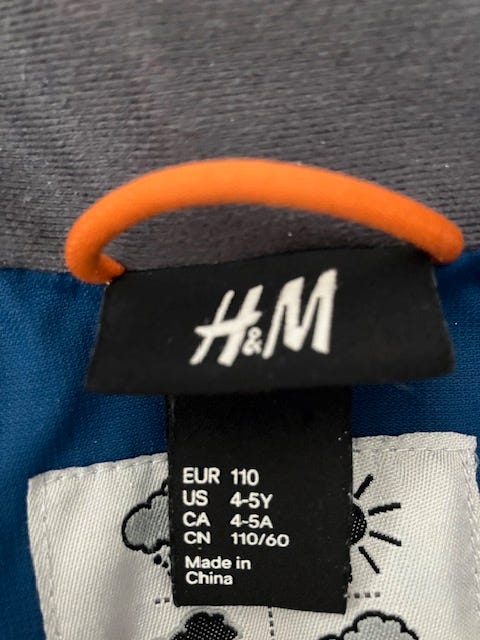 H&M
EUR 110
US 4-5Y
CA 4-5A
CN 110/60
Made in
China